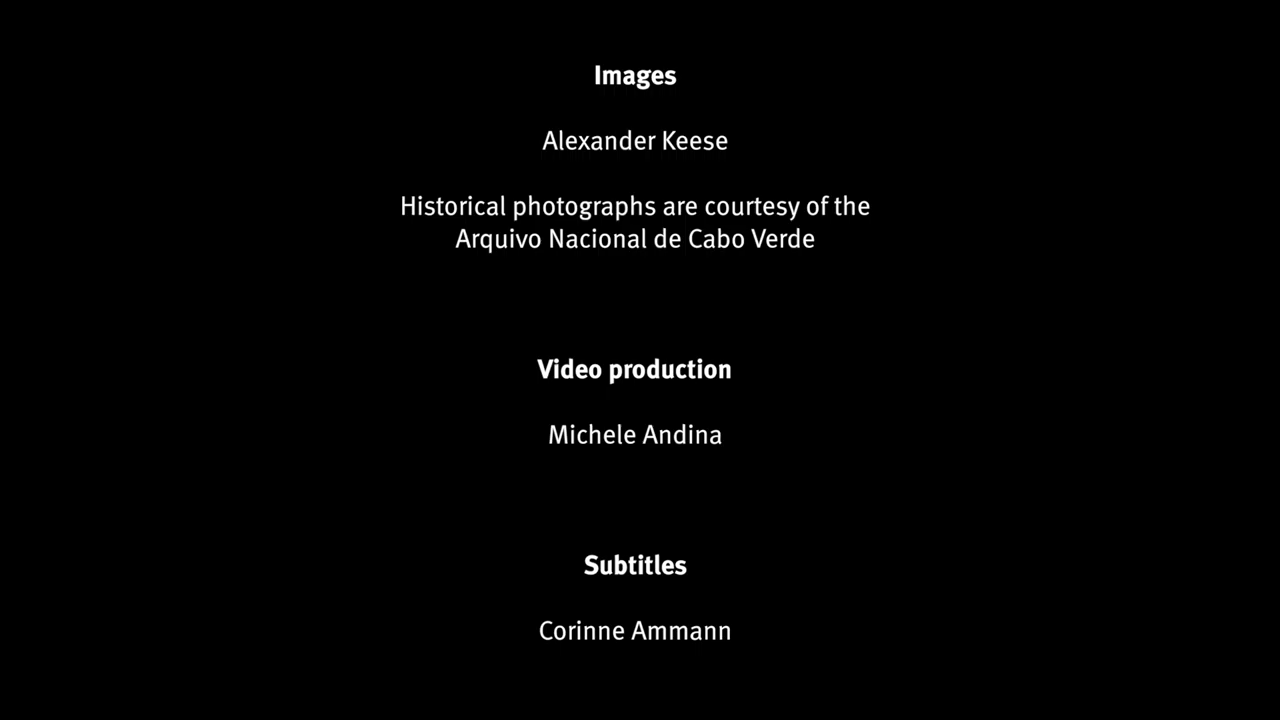 Images
Alexander Keese
Historical photographs are courtesy of the
Arquivo Nacional de Cabo Verde
Video production
Michele Andina
Subtitles
Corinne Ammann